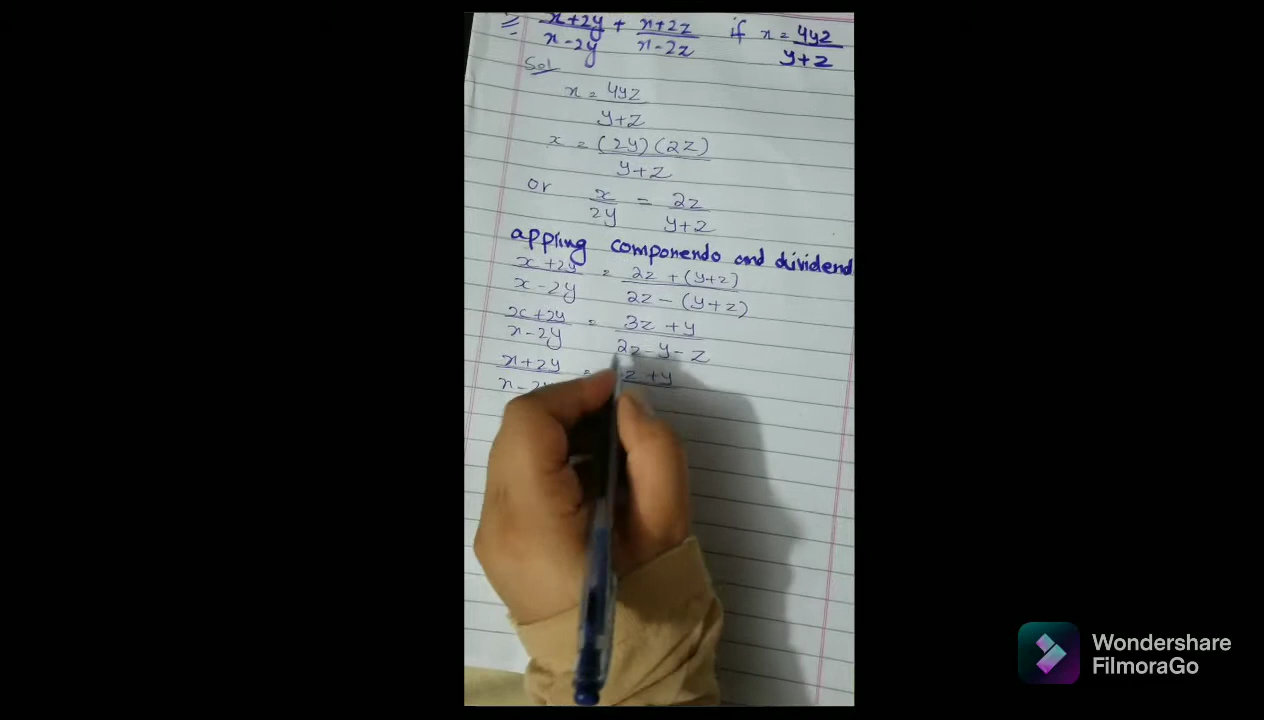 x+2y/x-2y + x+2z/x-2z if x = 4yz/y+z
Sol
x = 4yz/y+z
x = (2y)(2z)/y+z
or x/2y = 2z/y+z
appling componendo and dividend
x+2y/x-2y = 2z+(y+z)/2z-(y+z)
x+2y/x-2y = 3z+y/2z-y-z
x+2y/x-2y = z+y
Wondershare
FilmoraGo